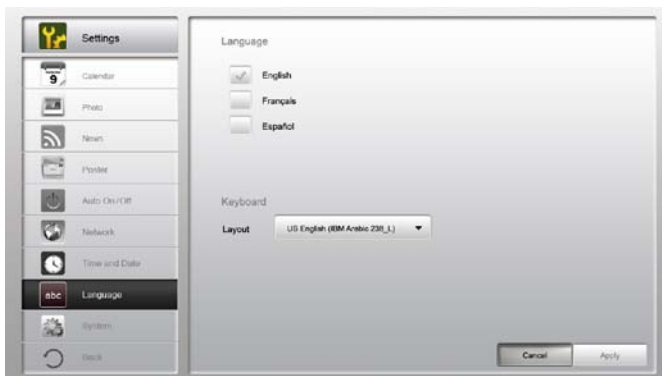 Settings
9
Calendar
Photo
News
Poster
Auto On/Off
Network
Time and Date
abc
Language
System
Back
Language
English
Français
Español
Keyboard
Layout
US English (IBM Arabic 238_L)
Cancel
Apply